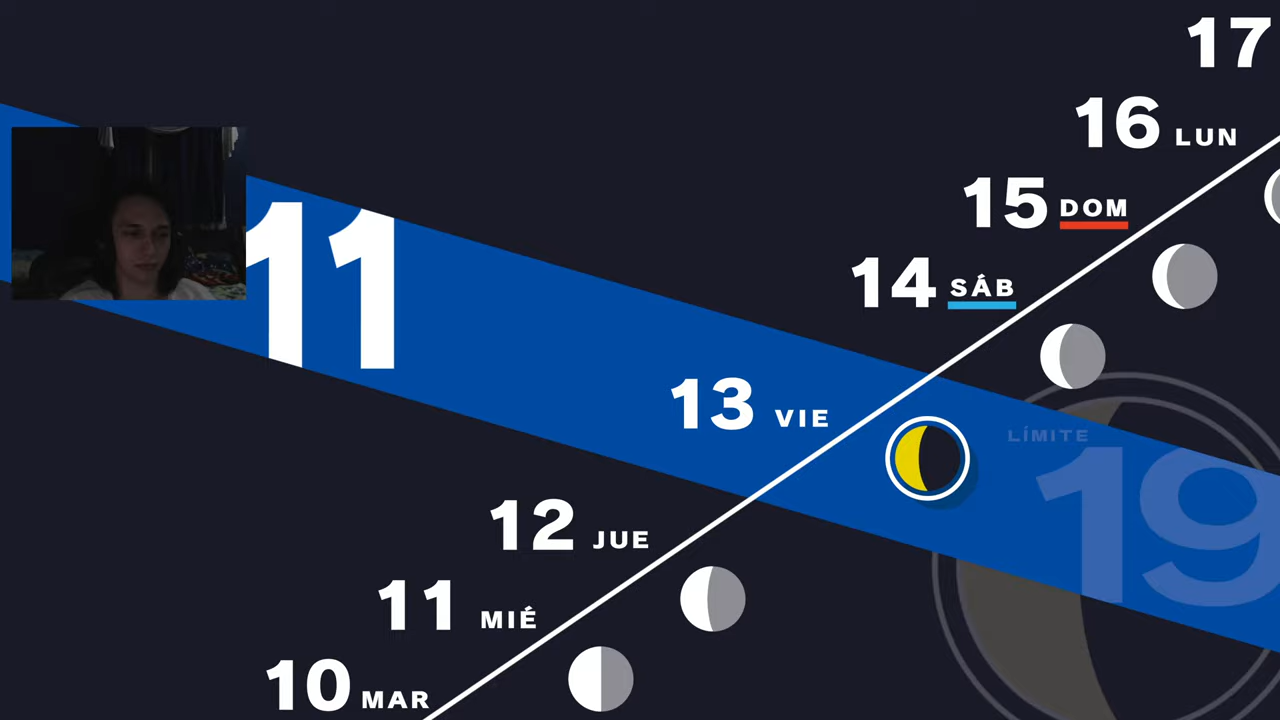 17
16 LUN
15 DOM
14 SÁB
11
13 VIE
LÍMITE
19
12 JUE
11 MIÉ
10 MAR